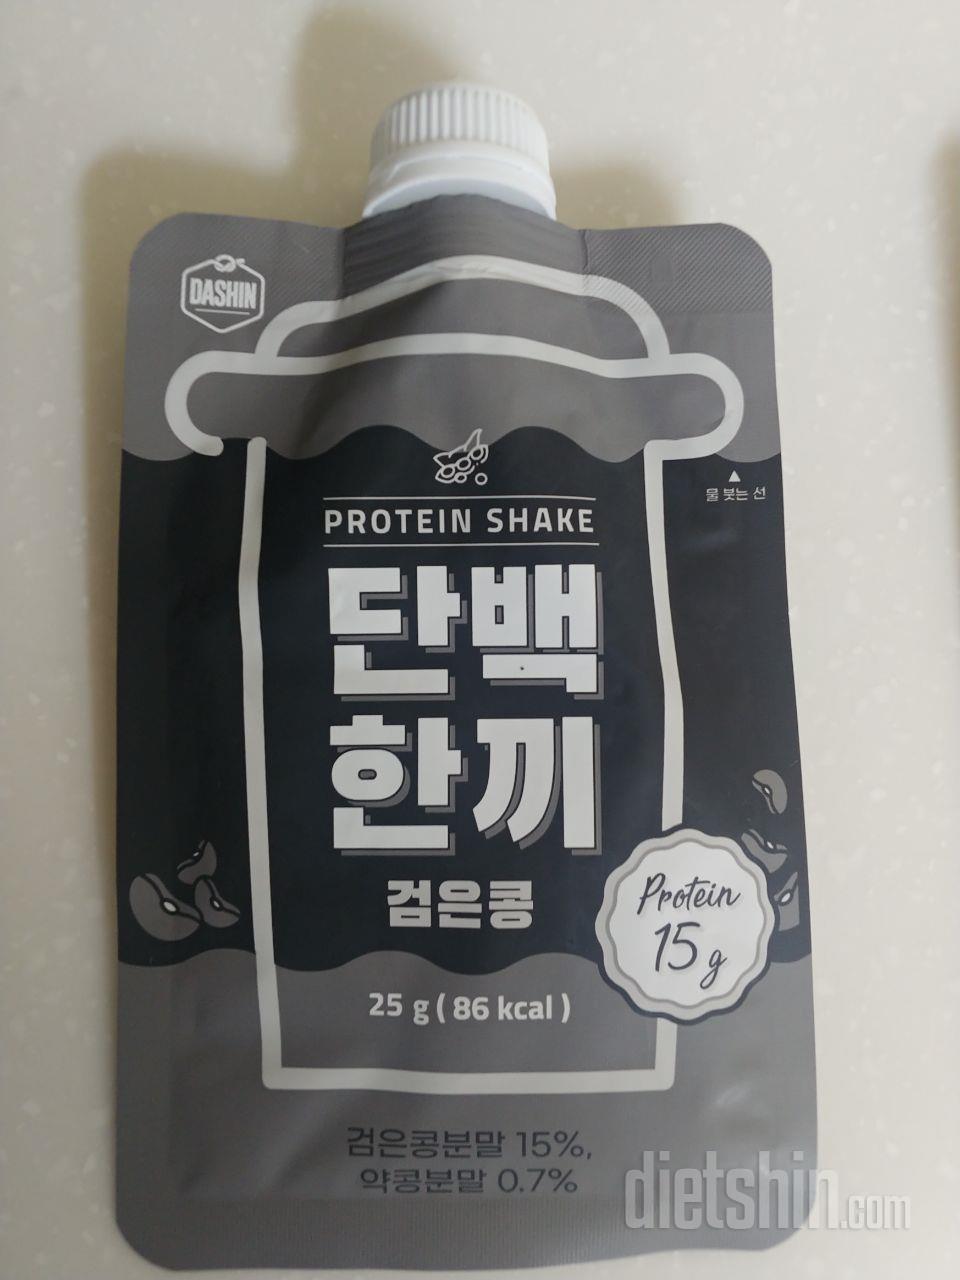 DASHIN
물 붓는 선
PROTEIN SHAKE
단백
한끼
검은콩
Protein
15 g
25 g ( 86 kcal )
검은콩분말 15%,
약콩분말 0.7%
dietshin.com